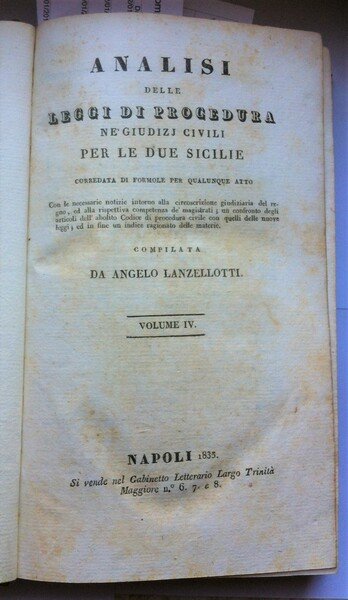 ANALISI
DELLE
LEGGI DI PROCEDURA
NE' GIUDIZJ CIVILI
PER LE DUE SICILIE
CORREDATA DI FORMOLE PER QUALUNQUE ATTO
Con le necessarie notizie intorno alla circoscrizione giudiziaria del re-
gno, ed alla rispettiva competenza de' magistrati; un confronto degli
articoli dell'abolito Codice di procedura civile con quelli delle nuove
leggi; ed in fine un indice ragionato delle materie.
COMPILATA
DA ANGELO LANZELLOTTI.
VOLUME IV.
NAPOLI 1835.
Si vende nel Gabinetto Letterario Largo Trinità
Maggiore n.° 6. 7. e 8.